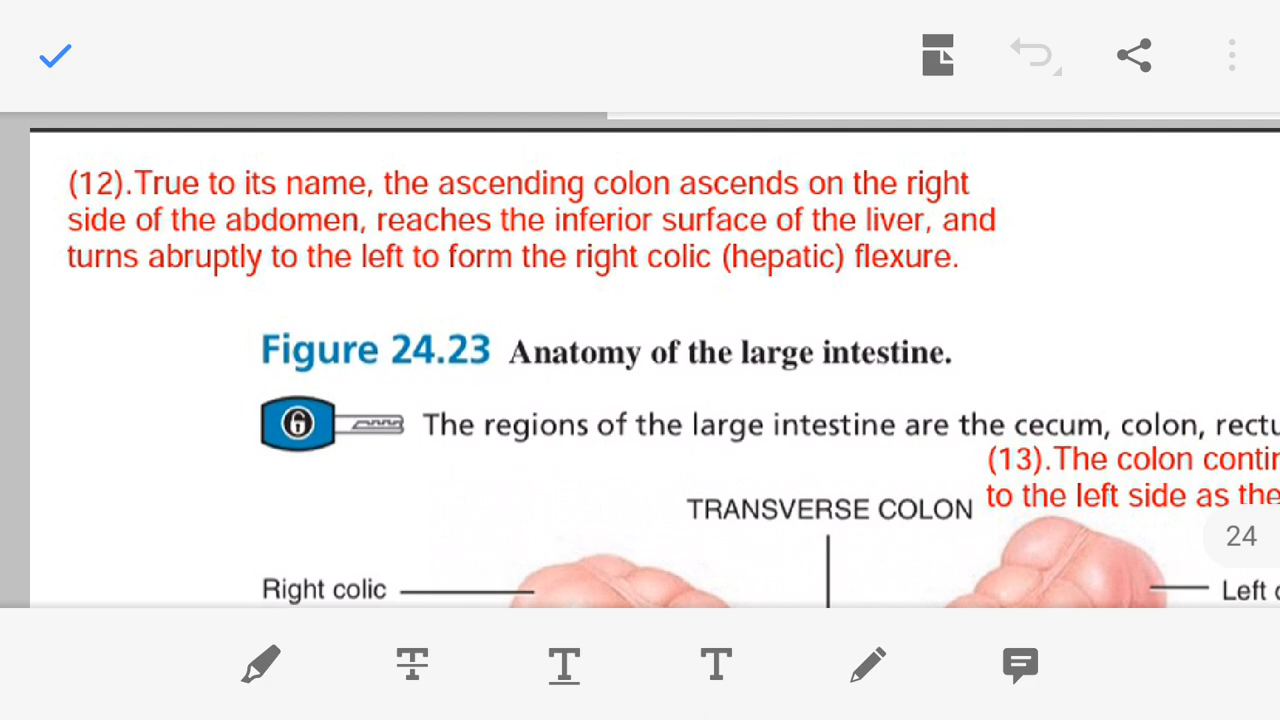 (12).True to its name, the ascending colon ascends on the right
side of the abdomen, reaches the inferior surface of the liver, and
turns abruptly to the left to form the right colic (hepatic) flexure.
Figure 24.23 Anatomy of the large intestine.
The regions of the large intestine are the cecum, colon, rectu
(13).The colon contin
to the left side as the
TRANSVERSE COLON
24
Right colic
Left c
T
T
T